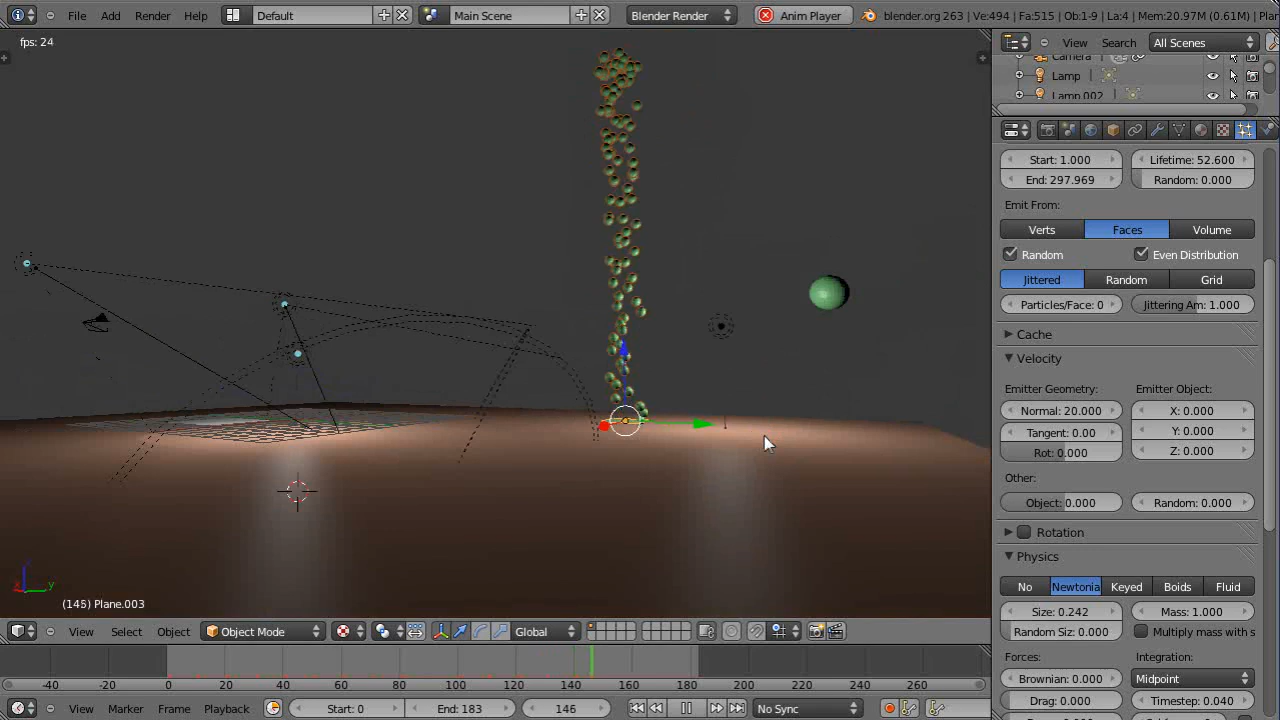 File Add Render Help Default Main Scene Blender Render Anim Player blender.org 263 | Ve:494 | Fa:515 | Ob:1-9 | La:4 | Mem:20.97M (0.61M) |
fps: 24
View Search All Scenes
Camera
Lamp
Lamp.002
Start: 1.000 Lifetime: 52.600
End: 297.969 Random: 0.000
Emit From:
Verts Faces Volume
Random Even Distribution
Jittered Random Grid
Particles/Face: 0 Jittering Am: 1.000
Cache
Velocity
Emitter Geometry: Emitter Object:
Normal: 20.000 X: 0.000
Tangent: 0.00 Y: 0.000
Rot: 0.000 Z: 0.000
Other:
Object: 0.000 Random: 0.000
Rotation
Physics
No Newtonia Keyed Boids Fluid
Size: 0.242 Mass: 1.000
Random Siz: 0.000 Multiply mass with s
Forces: Integration:
Brownian: 0.000 Midpoint
Drag: 0.000 Timestep: 0.040
z
x y
(146) Plane.003
View Select Object Object Mode Global
-40 -20 0 20 40 60 80 100 120 140 160 180 200 220 240 260
View Marker Frame Playback Start: 0 End: 183 146 No Sync